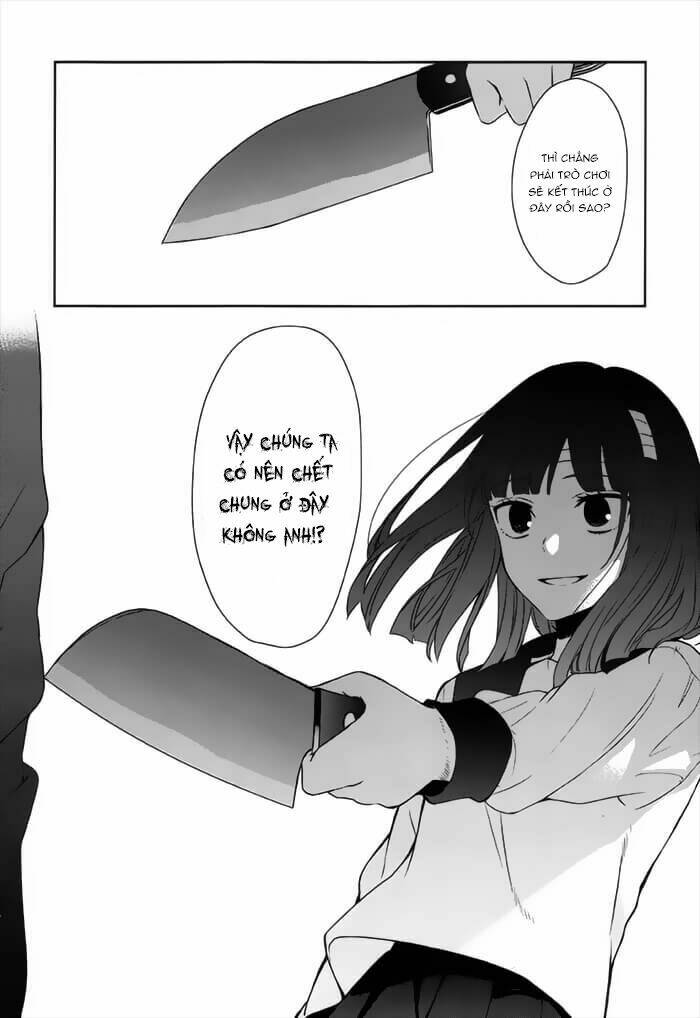 THÌ CHẲNG
PHẢI TRÒ CHƠI
SẼ KẾT THÚC Ở
ĐÂY RỒI SAO?
VẬY CHÚNG TA
CÓ NÊN CHẾT
CHUNG Ở ĐÂY
KHÔNG ANH!?